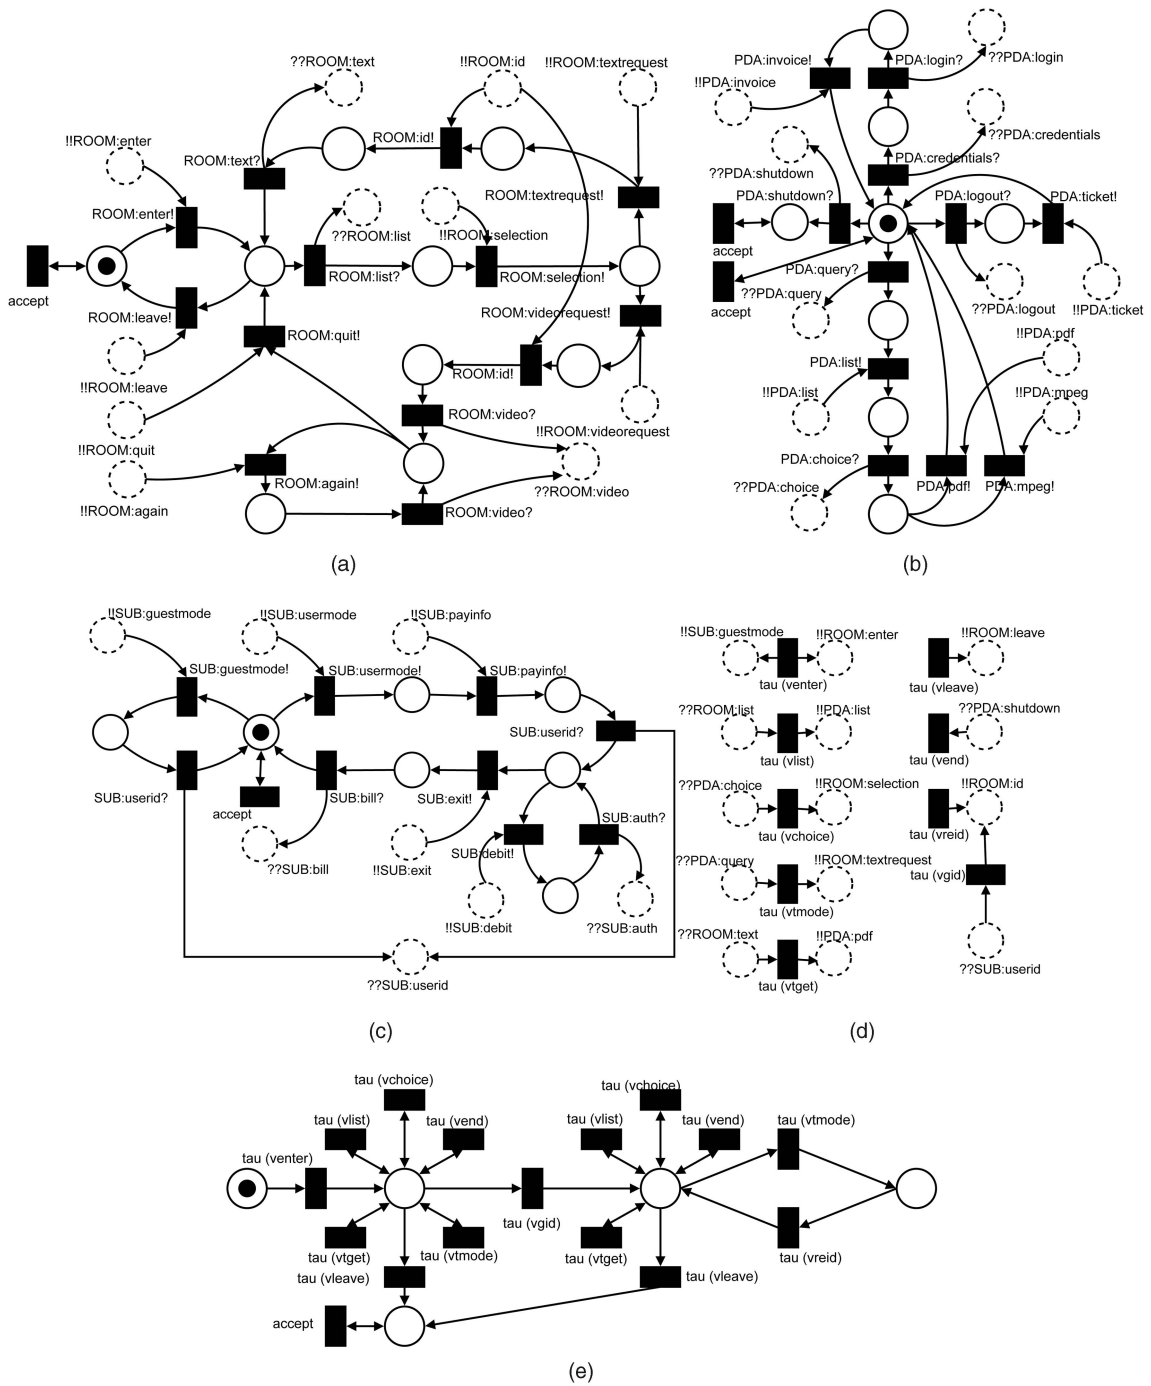 ??ROOM:text
!!ROOM:id
!!ROOM:textrequest
!!ROOM:enter
ROOM:text?
ROOM:id!
ROOM:textrequest!
ROOM:enter!
??ROOM:list
!!ROOM:selection
accept
ROOM:list?
ROOM:selection!
ROOM:leave!
ROOM:quit!
ROOM:videorequest!
!!ROOM:leave
ROOM:id!
ROOM:video?
!!ROOM:videorequest
!!ROOM:quit
ROOM:again!
??ROOM:video
!!ROOM:again
ROOM:video?
(a)
PDA:invoice!
PDA:login?
??PDA:login
!!PDA:invoice
??PDA:credentials
PDA:credentials?
??PDA:shutdown
PDA:shutdown?
PDA:logout?
PDA:ticket!
accept
accept
PDA:query?
??PDA:query
??PDA:logout
!!PDA:ticket
!!PDA:pdf
PDA:list!
!!PDA:list
!!PDA:mpeg
PDA:choice?
??PDA:choice
PDA:pdf!
PDA:mpeg!
(b)
!!SUB:guestmode
!!SUB:usermode
!!SUB:payinfo
SUB:guestmode!
SUB:usermode!
SUB:payinfo!
SUB:userid?
SUB:userid?
accept
SUB:bill?
SUB:exit!
SUB:auth?
SUB:debit!
??SUB:bill
!!SUB:exit
!!SUB:debit
??SUB:auth
??SUB:userid
(c)
!!SUB:guestmode
!!ROOM:enter
!!ROOM:leave
tau (venter)
tau (vleave)
??ROOM:list
!!PDA:list
??PDA:shutdown
tau (vlist)
tau (vend)
??PDA:choice
!!ROOM:selection
!!ROOM:id
tau (vchoice)
tau (vreid)
??PDA:query
!!ROOM:textrequest
tau (vgid)
tau (vtmode)
??ROOM:text
!!PDA:pdf
tau (vtget)
??SUB:userid
(d)
tau (vchoice)
tau (vchoice)
tau (vlist)
tau (vend)
tau (vlist)
tau (vend)
tau (vtmode)
tau (venter)
tau (vgid)
tau (vtget)
tau (vtmode)
tau (vtget)
tau (vreid)
tau (vleave)
tau (vleave)
accept
(e)